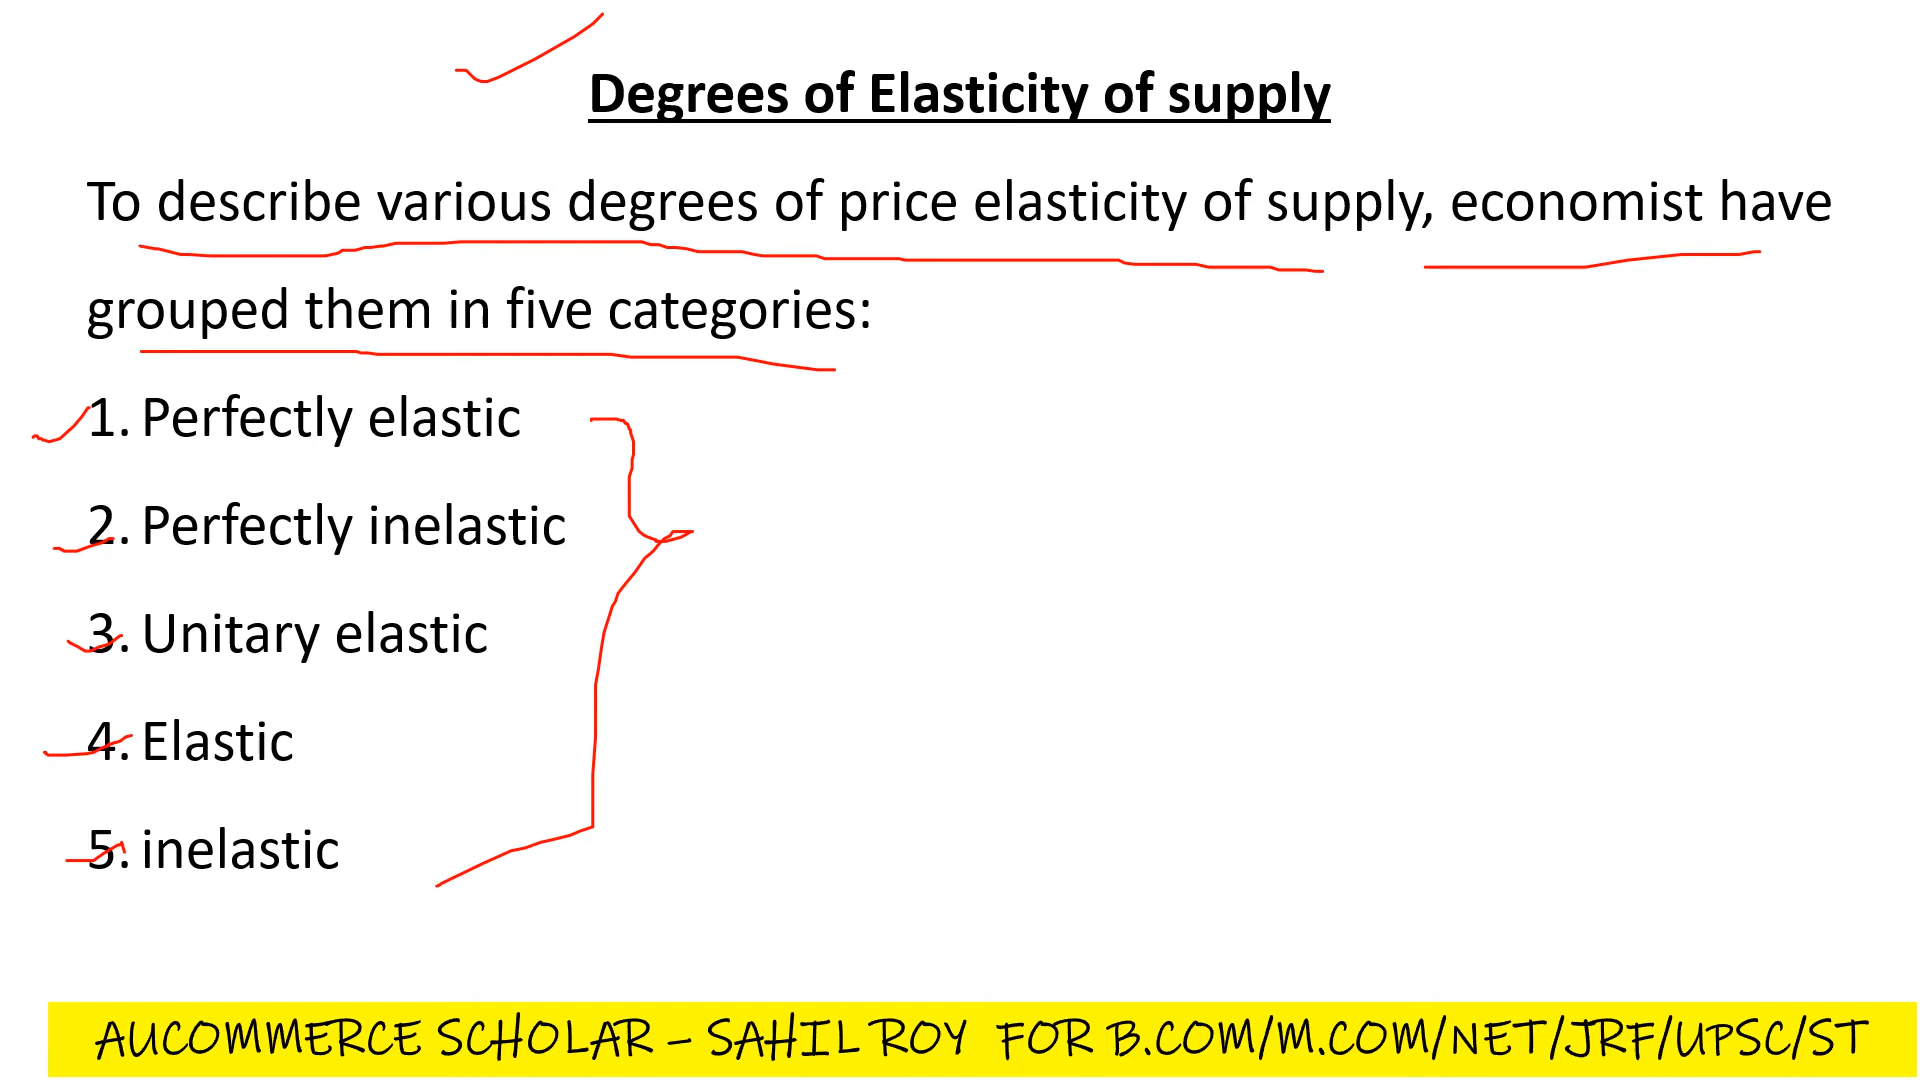 Degrees of Elasticity of supply
To describe various degrees of price elasticity of supply, economist have
grouped them in five categories:
1. Perfectly elastic
2. Perfectly inelastic
3. Unitary elastic
4. Elastic
5. inelastic
AUCOMMERCE SCHOLAR – SAHIL ROY FOR B.COM/M.COM/NET/JRF/UPSC/ST